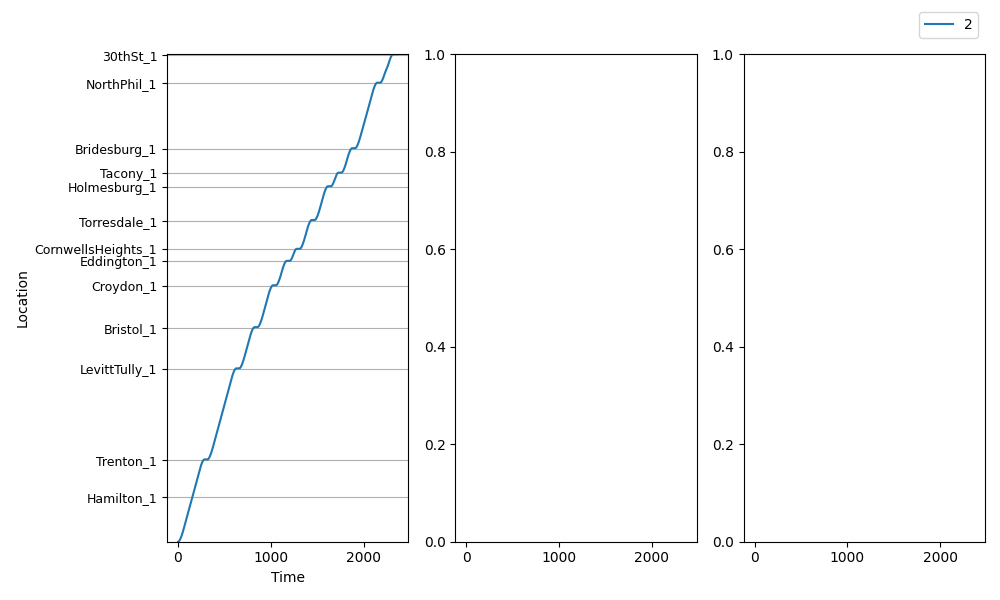 2
30thSt_1
NorthPhil_1
Bridesburg_1
Tacony_1
Holmesburg_1
Torresdale_1
CornwellsHeights_1
Eddington_1
Croydon_1
Bristol_1
LevittTully_1
Trenton_1
Hamilton_1
Location
0 1000 2000
Time
1.0
0.8
0.6
0.4
0.2
0.0
0 1000 2000
1.0
0.8
0.6
0.4
0.2
0.0
0 1000 2000